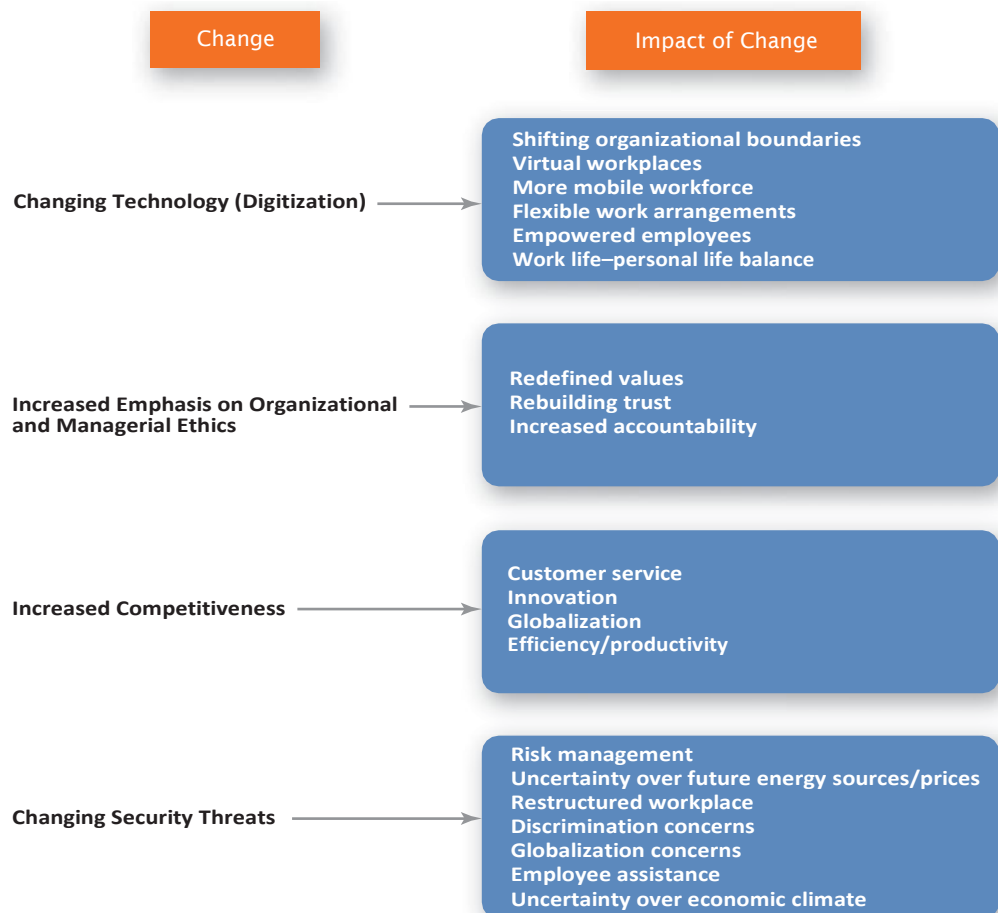 Change
Impact of Change
Changing Technology (Digitization)
Shifting organizational boundaries
Virtual workplaces
More mobile workforce
Flexible work arrangements
Empowered employees
Work life–personal life balance
Increased Emphasis on Organizational
and Managerial Ethics
Redefined values
Rebuilding trust
Increased accountability
Increased Competitiveness
Customer service
Innovation
Globalization
Efficiency/productivity
Changing Security Threats
Risk management
Uncertainty over future energy sources/prices
Restructured workplace
Discrimination concerns
Globalization concerns
Employee assistance
Uncertainty over economic climate